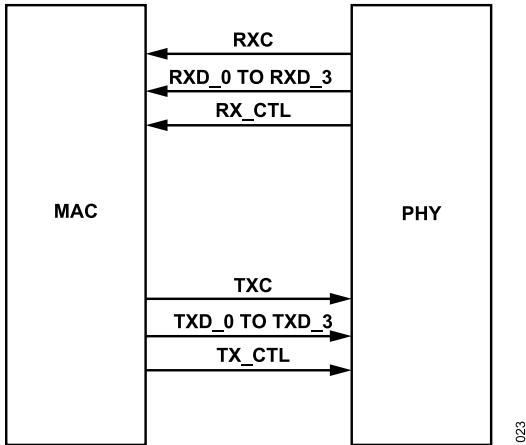 RXC
RXD_0 TO RXD_3
RX_CTL
MAC
PHY
TXC
TXD_0 TO TXD_3
TX_CTL
023